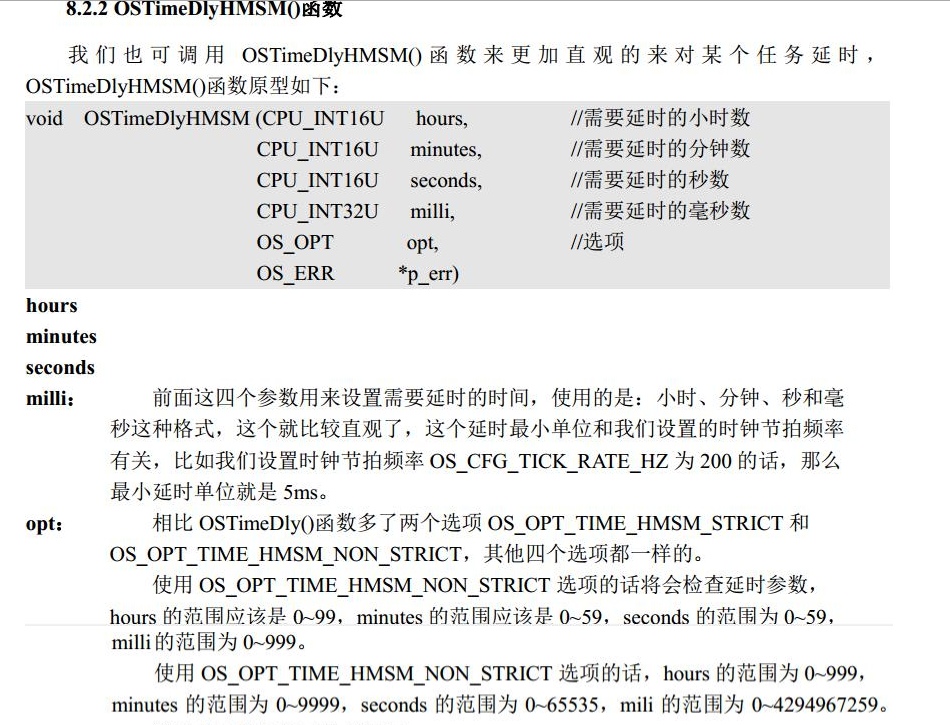 8.2.2 OSTimeDlyHMSM()函数
我们也可调用 OSTimeDlyHMSM()函数来更加直观的来对某个任务延时，
OSTimeDlyHMSM()函数原型如下：
void OSTimeDlyHMSM (CPU_INT16U hours, //需要延时的小时数
CPU_INT16U minutes, //需要延时的分钟数
CPU_INT16U seconds, //需要延时的秒数
CPU_INT32U milli, //需要延时的毫秒数
OS_OPT opt, //选项
OS_ERR *p_err)
hours
minutes
seconds
milli： 前面这四个参数用来设置需要延时的时间，使用的是：小时、分钟、秒和毫
秒这种格式，这个就比较直观了，这个延时最小单位和我们设置的时钟节拍频率
有关，比如我们设置时钟节拍频率 OS_CFG_TICK_RATE_HZ 为 200 的话，那么
最小延时单位就是 5ms。
opt： 相比 OSTimeDly()函数多了两个选项 OS_OPT_TIME_HMSM_STRICT 和
OS_OPT_TIME_HMSM_NON_STRICT，其他四个选项都一样的。
使用 OS_OPT_TIME_HMSM_NON_STRICT 选项的话将会检查延时参数，
hours 的范围应该是 0~99，minutes 的范围应该是 0~59，seconds 的范围为 0~59，
milli 的范围为 0~999。
使用 OS_OPT_TIME_HMSM_NON_STRICT 选项的话，hours 的范围为 0~999，
minutes 的范围为 0~9999，seconds 的范围为 0~65535，mili 的范围为 0~4294967259。